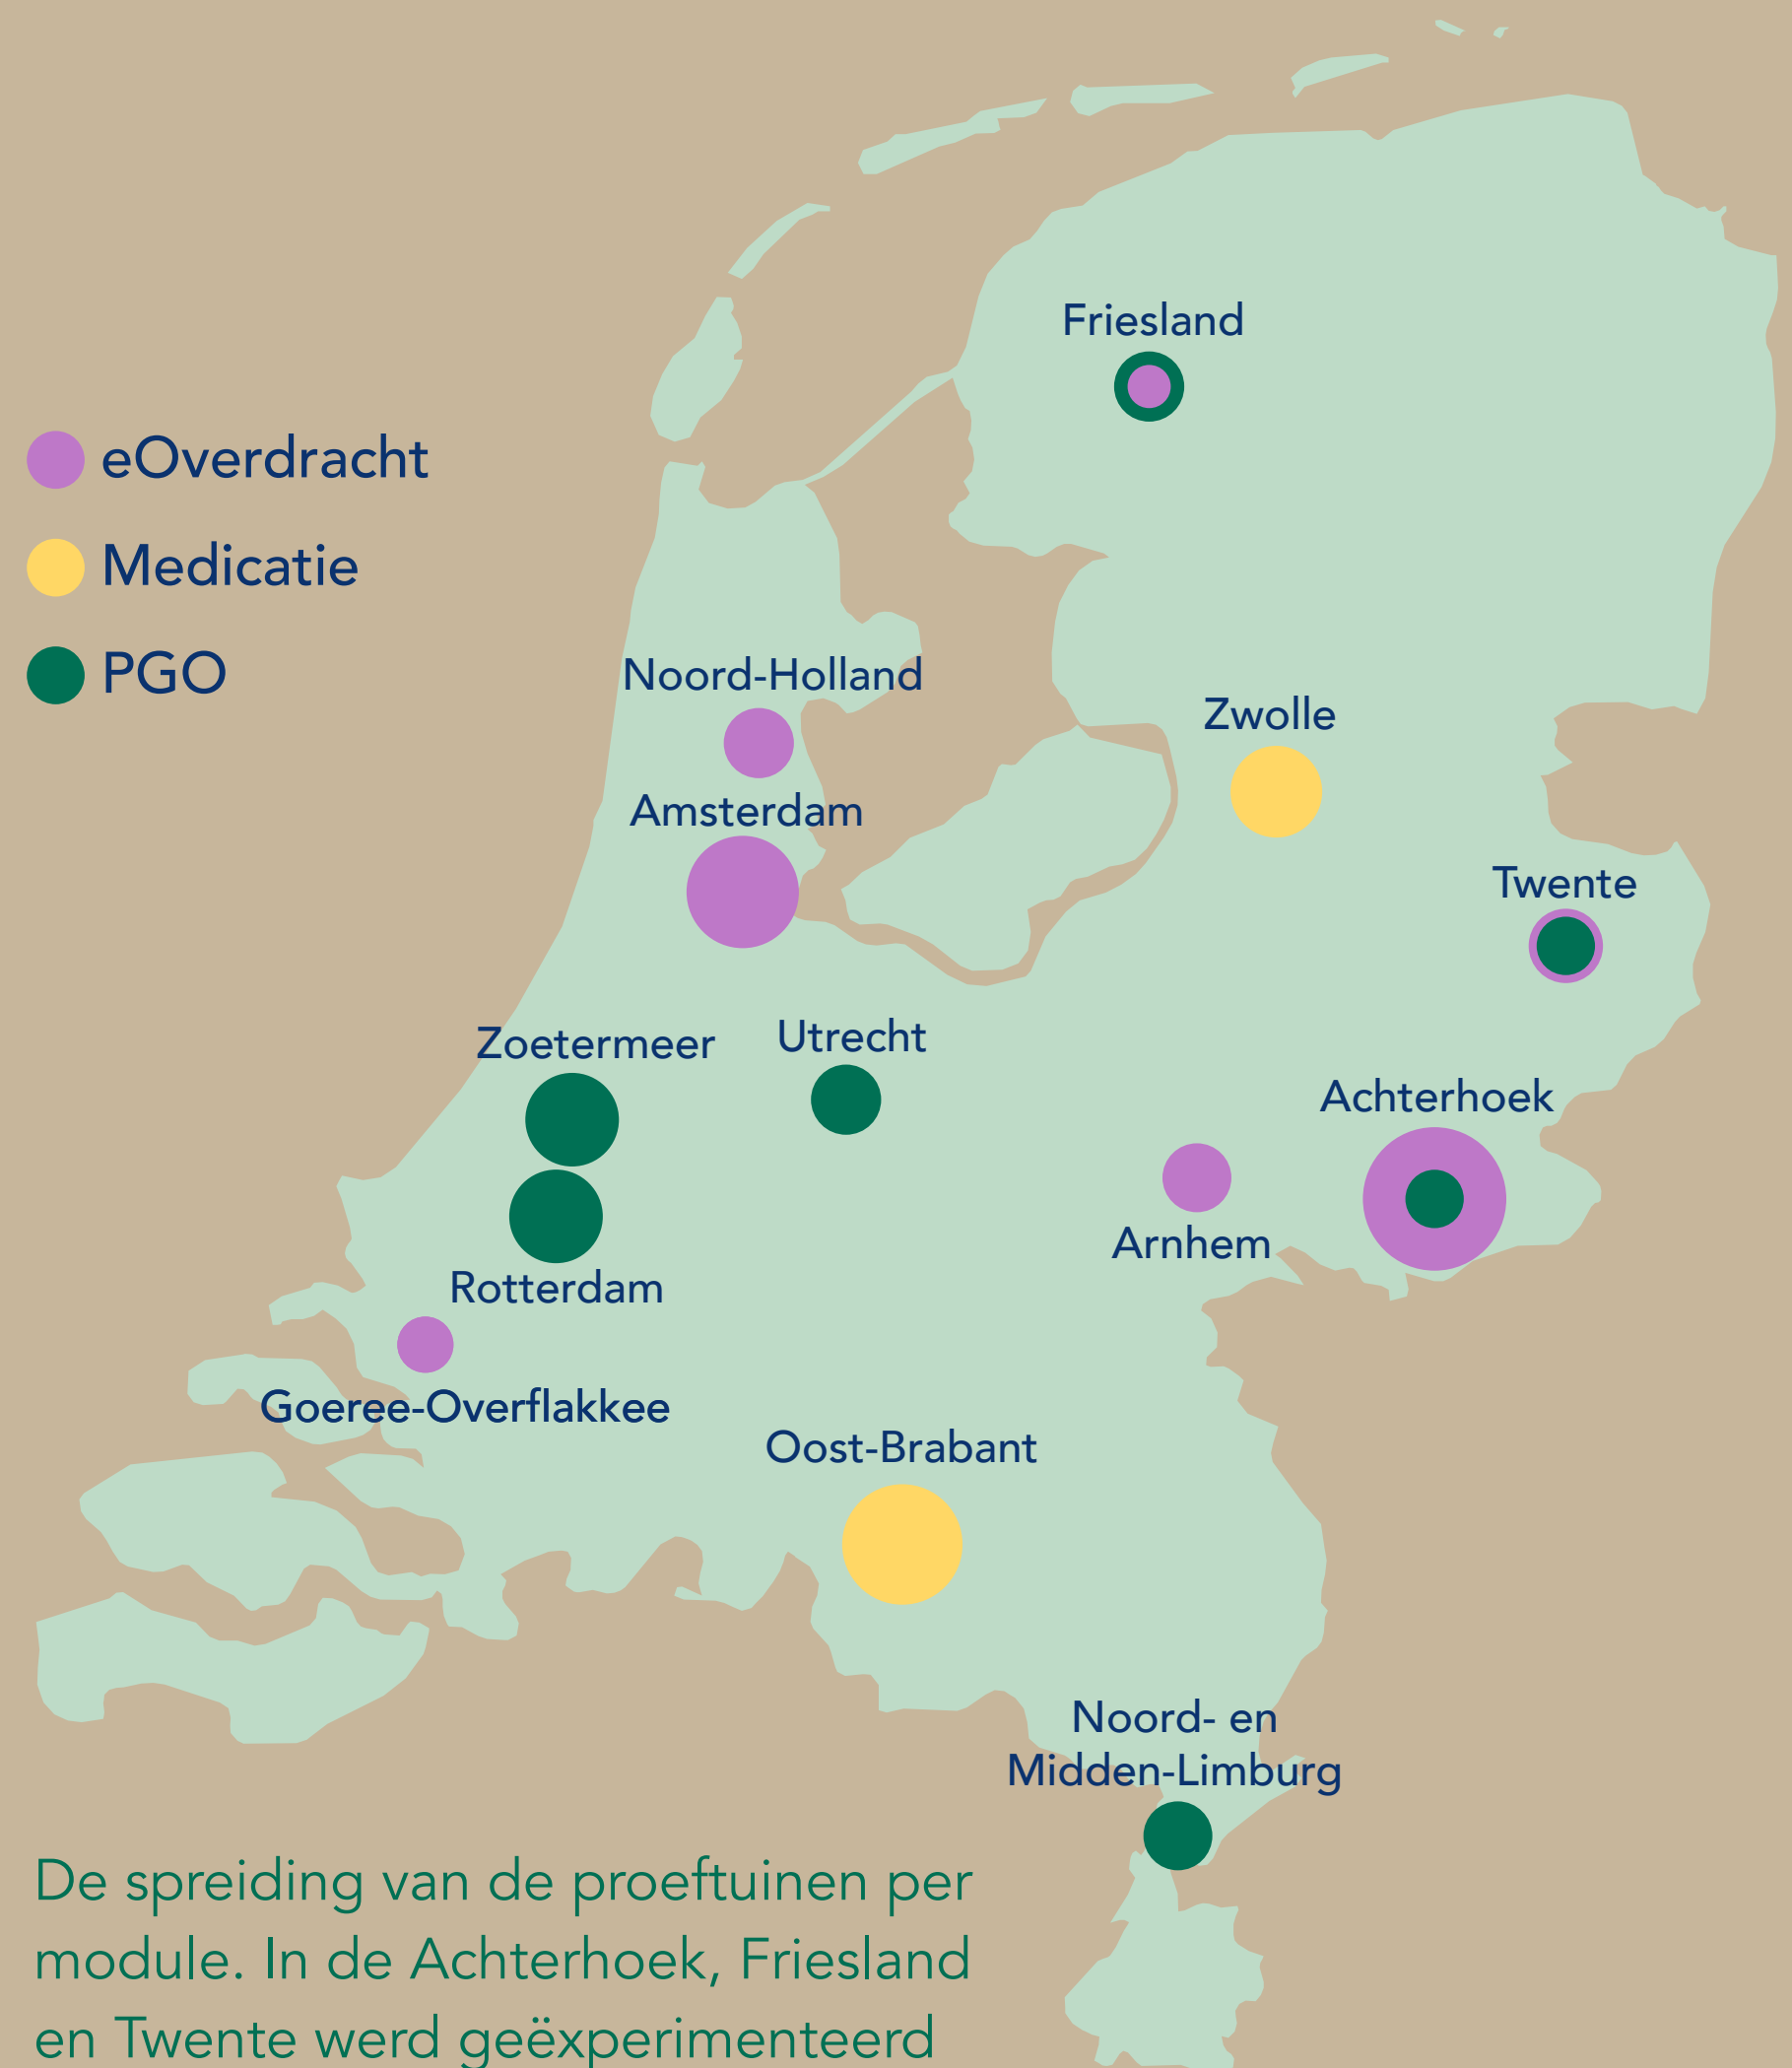 Friesland
eOverdracht
Medicatie
PGO
Noord-Holland
Zwolle
Amsterdam
Twente
Zoetermeer
Utrecht
Achterhoek
Arnhem
Rotterdam
Goeree-Overflakkee
Oost-Brabant
Noord- en
Midden-Limburg
De spreiding van de proeftuinen per
module. In de Achterhoek, Friesland
en Twente werd geëxperimenteerd